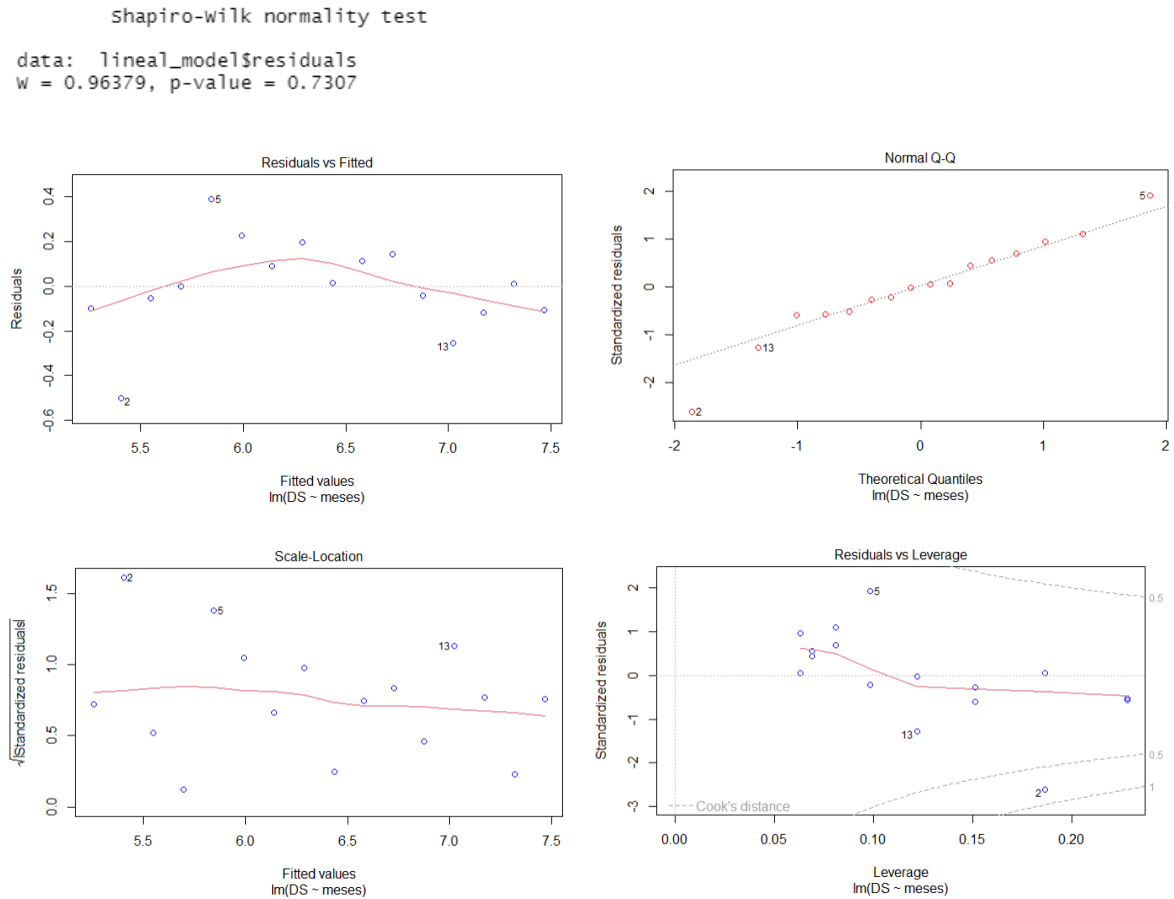 Shapiro-Wilk normality test
data: lineal_model$residuals
W = 0.96379, p-value = 0.7307
Residuals vs Fitted
Residuals
0.4
0.2
0.0
-0.2
-0.4
-0.6
5
13
2
5.5 6.0 6.5 7.0 7.5
Fitted values
lm(DS ~ meses)
Normal Q-Q
Standardized residuals
2
1
0
-1
-2
5
13
2
-2 -1 0 1 2
Theoretical Quantiles
lm(DS ~ meses)
Scale-Location
√|Standardized residuals|
1.5
1.0
0.5
0.0
2
5
13
5.5 6.0 6.5 7.0 7.5
Fitted values
lm(DS ~ meses)
Residuals vs Leverage
Standardized residuals
2
1
0
-1
-2
-3
5
13
2
0.5
0.5
1
Cook's distance
0.00 0.05 0.10 0.15 0.20
Leverage
lm(DS ~ meses)